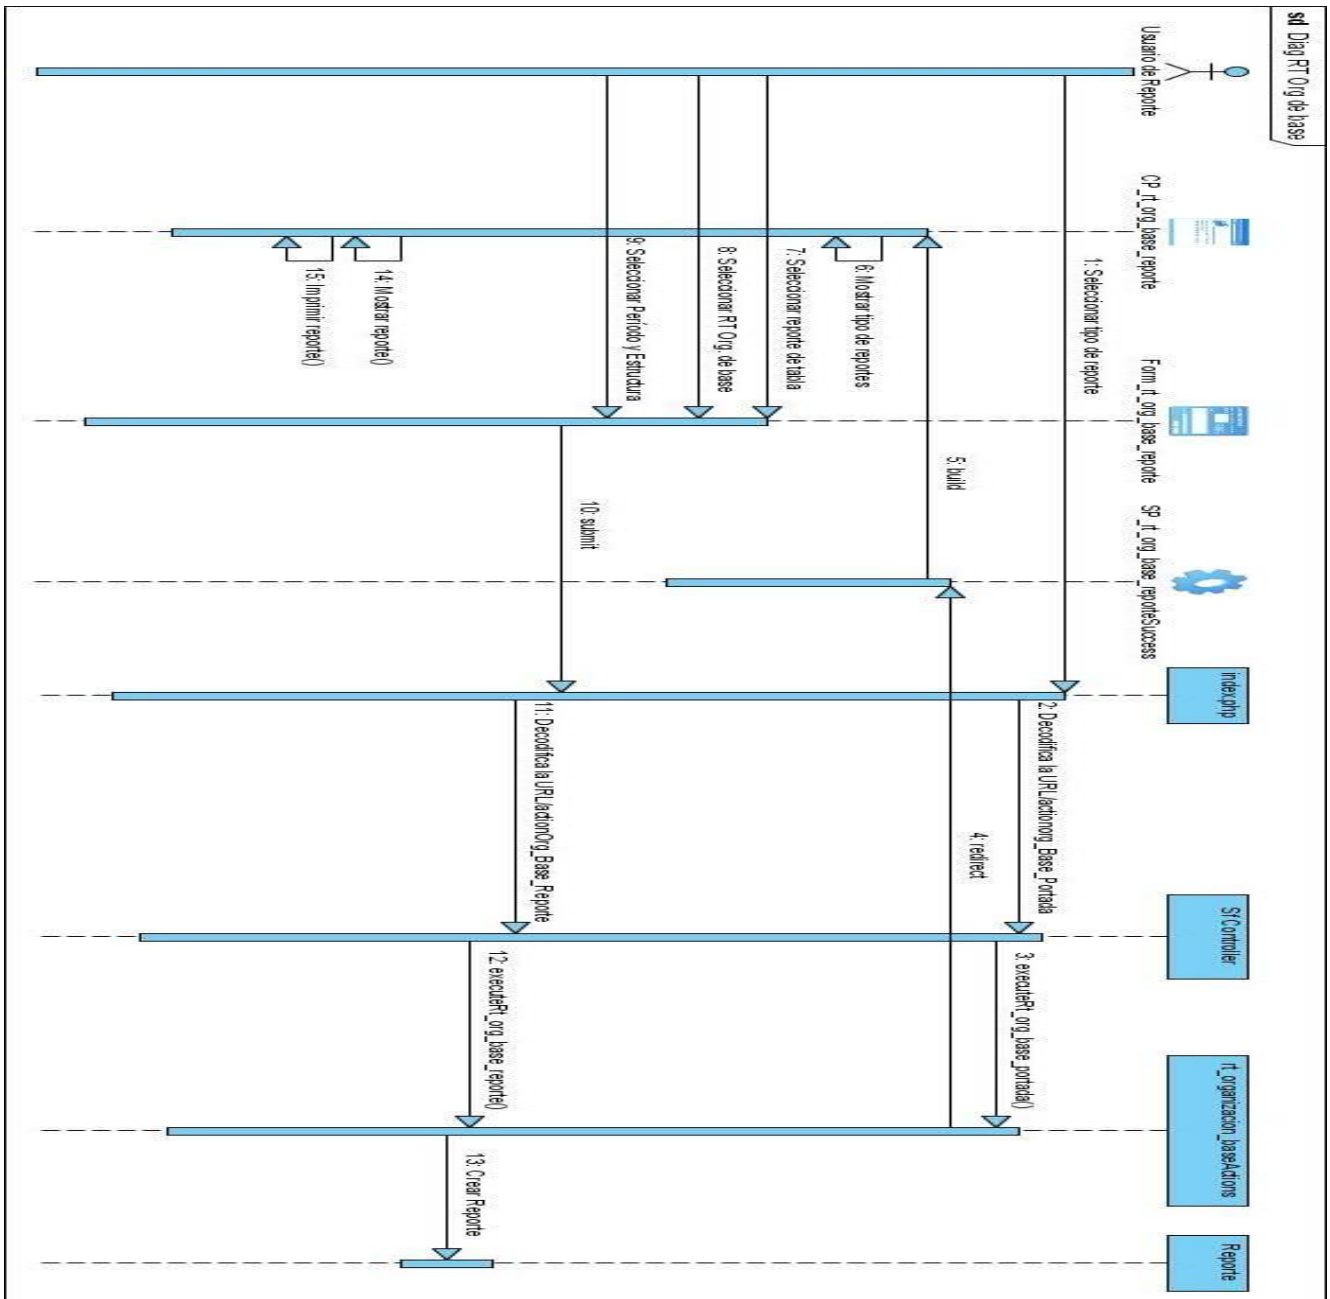 sd Diag RT Org de base
Usuario de Reporte
CP_rt_org_base_reporte
Form_rt_org_base_reporte
SP_rt_org_base_reporteSuccess
index.php
SfController
rt_organizacion_baseActions
Reporte
1: Seleccionar tipo de reporte
2: Decodifica la URL/actionorg_Base_Portada
3: executeRt_org_base_portada()
4: redirect
5: build
6: Mostrar tipo de reportes
7: Seleccionar reporte de tabla
8: Seleccionar RT Org. de base
9: Seleccionar Período y Estructura
10: submit
11: Decodifica la URL/actionOrg_Base_Reporte
12: executeRt_org_base_reporte()
13: Crear Reporte
14: Mostrar reporte()
15: Imprimir reporte()